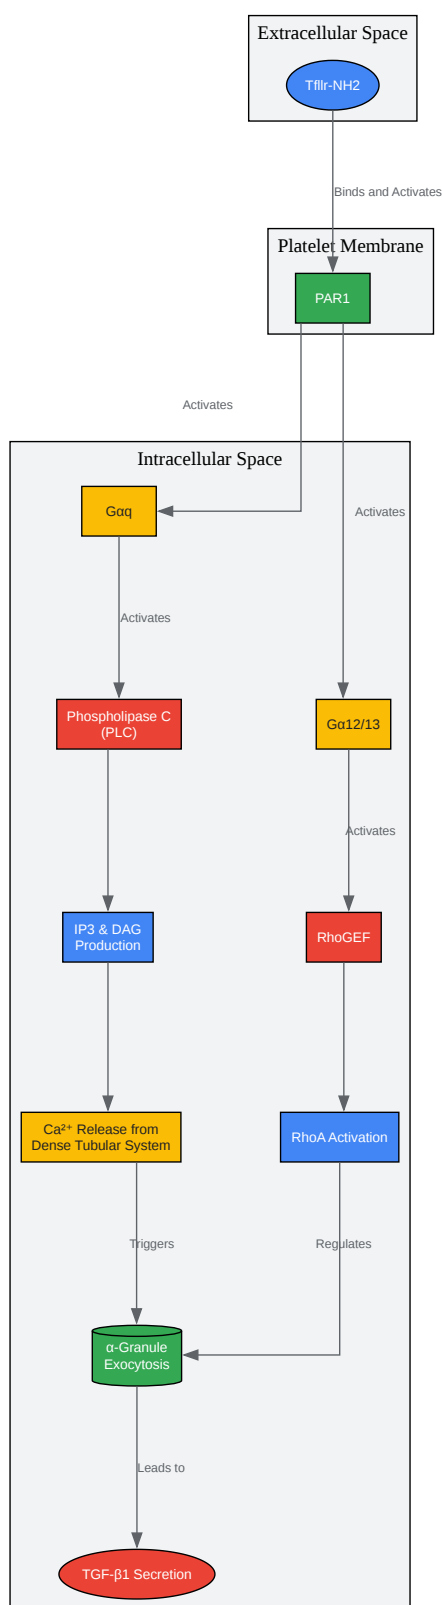 Extracellular Space
Tfllr-NH2
Binds and Activates
Platelet Membrane
PAR1
Activates
Intracellular Space
Gαq
Activates
Activates
Phospholipase C
(PLC)
Gα12/13
Activates
IP3 & DAG
Production
RhoGEF
Ca²⁺ Release from
Dense Tubular System
RhoA Activation
Triggers
Regulates
α-Granule
Exocytosis
Leads to
TGF-β1 Secretion